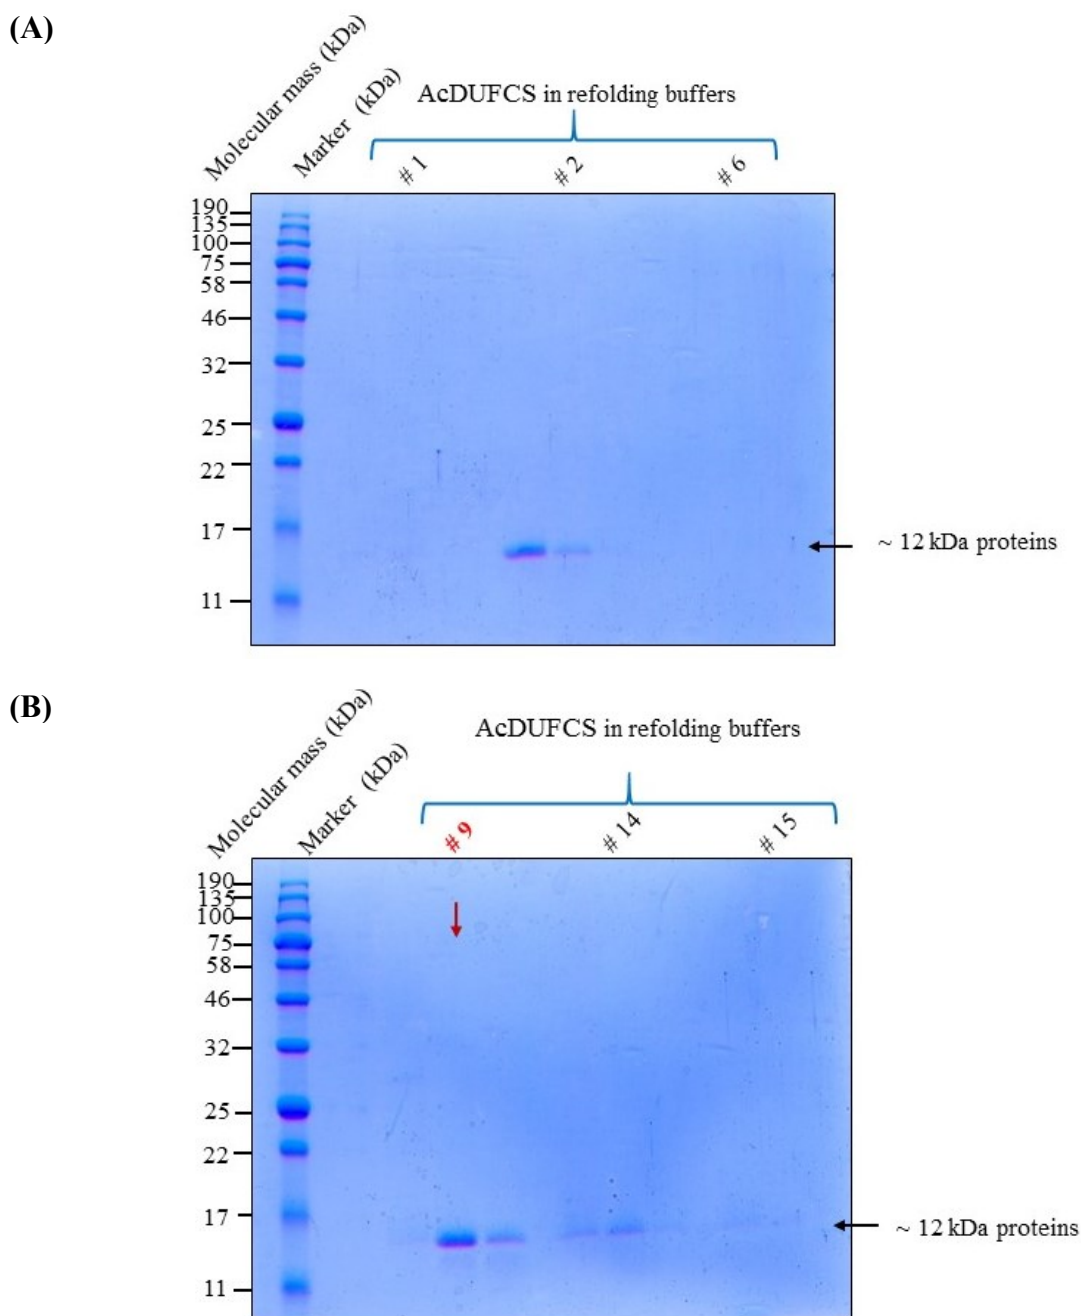 (A)
Molecular mass (kDa)
Marker (kDa)
AcDUFCS in refolding buffers
# 1
# 2
# 6
190
135
100
75
58
46
32
25
22
17
11
~ 12 kDa proteins
(B)
Molecular mass (kDa)
Marker (kDa)
AcDUFCS in refolding buffers
# 9
# 14
# 15
190
135
100
75
58
46
32
25
22
17
11
~ 12 kDa proteins